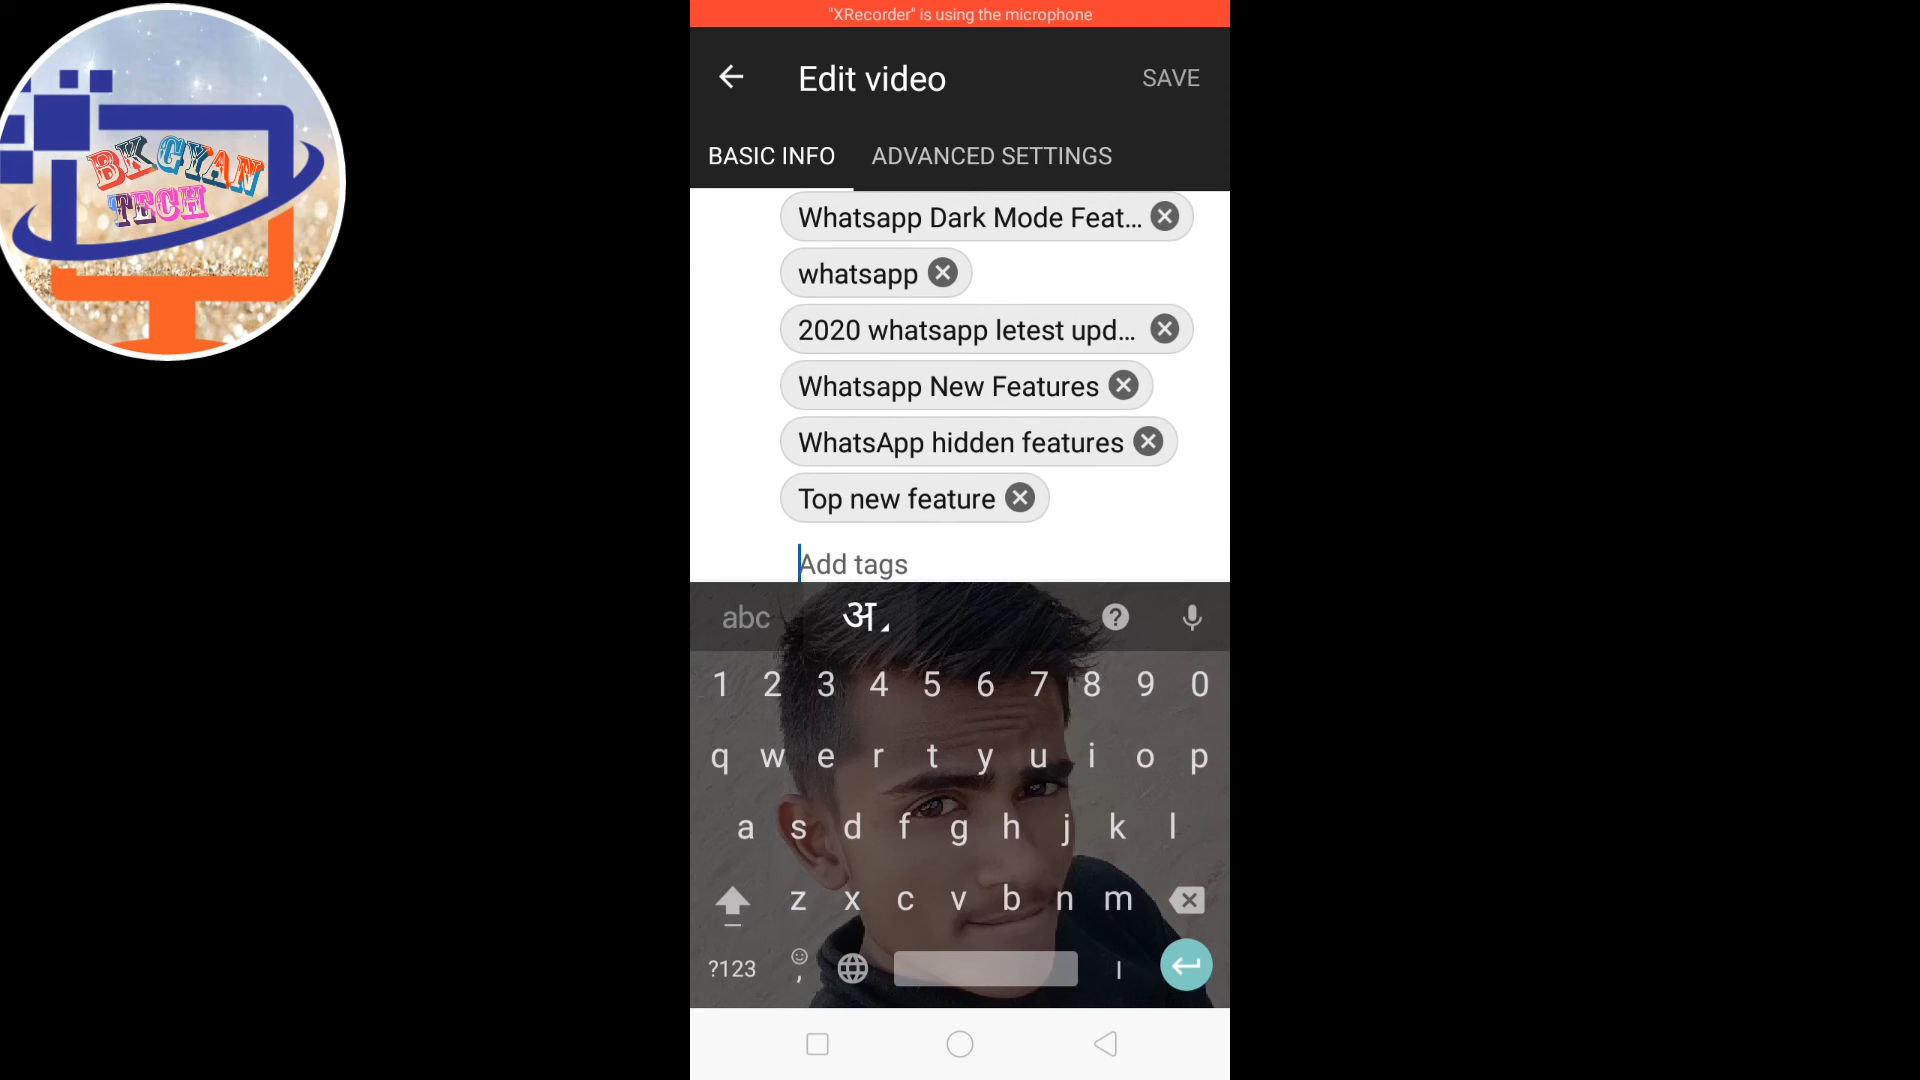 "XRecorder" is using the microphone
Edit video
SAVE
BASIC INFO
ADVANCED SETTINGS
BK GYAN
TECH
Whatsapp Dark Mode Feat...
whatsapp
2020 whatsapp letest upd...
Whatsapp New Features
WhatsApp hidden features
Top new feature
Add tags
abc अ
1 2 3 4 5 6 7 8 9 0
q w e r t y u i o p
a s d f g h j k l
z x c v b n m
?123 , ।